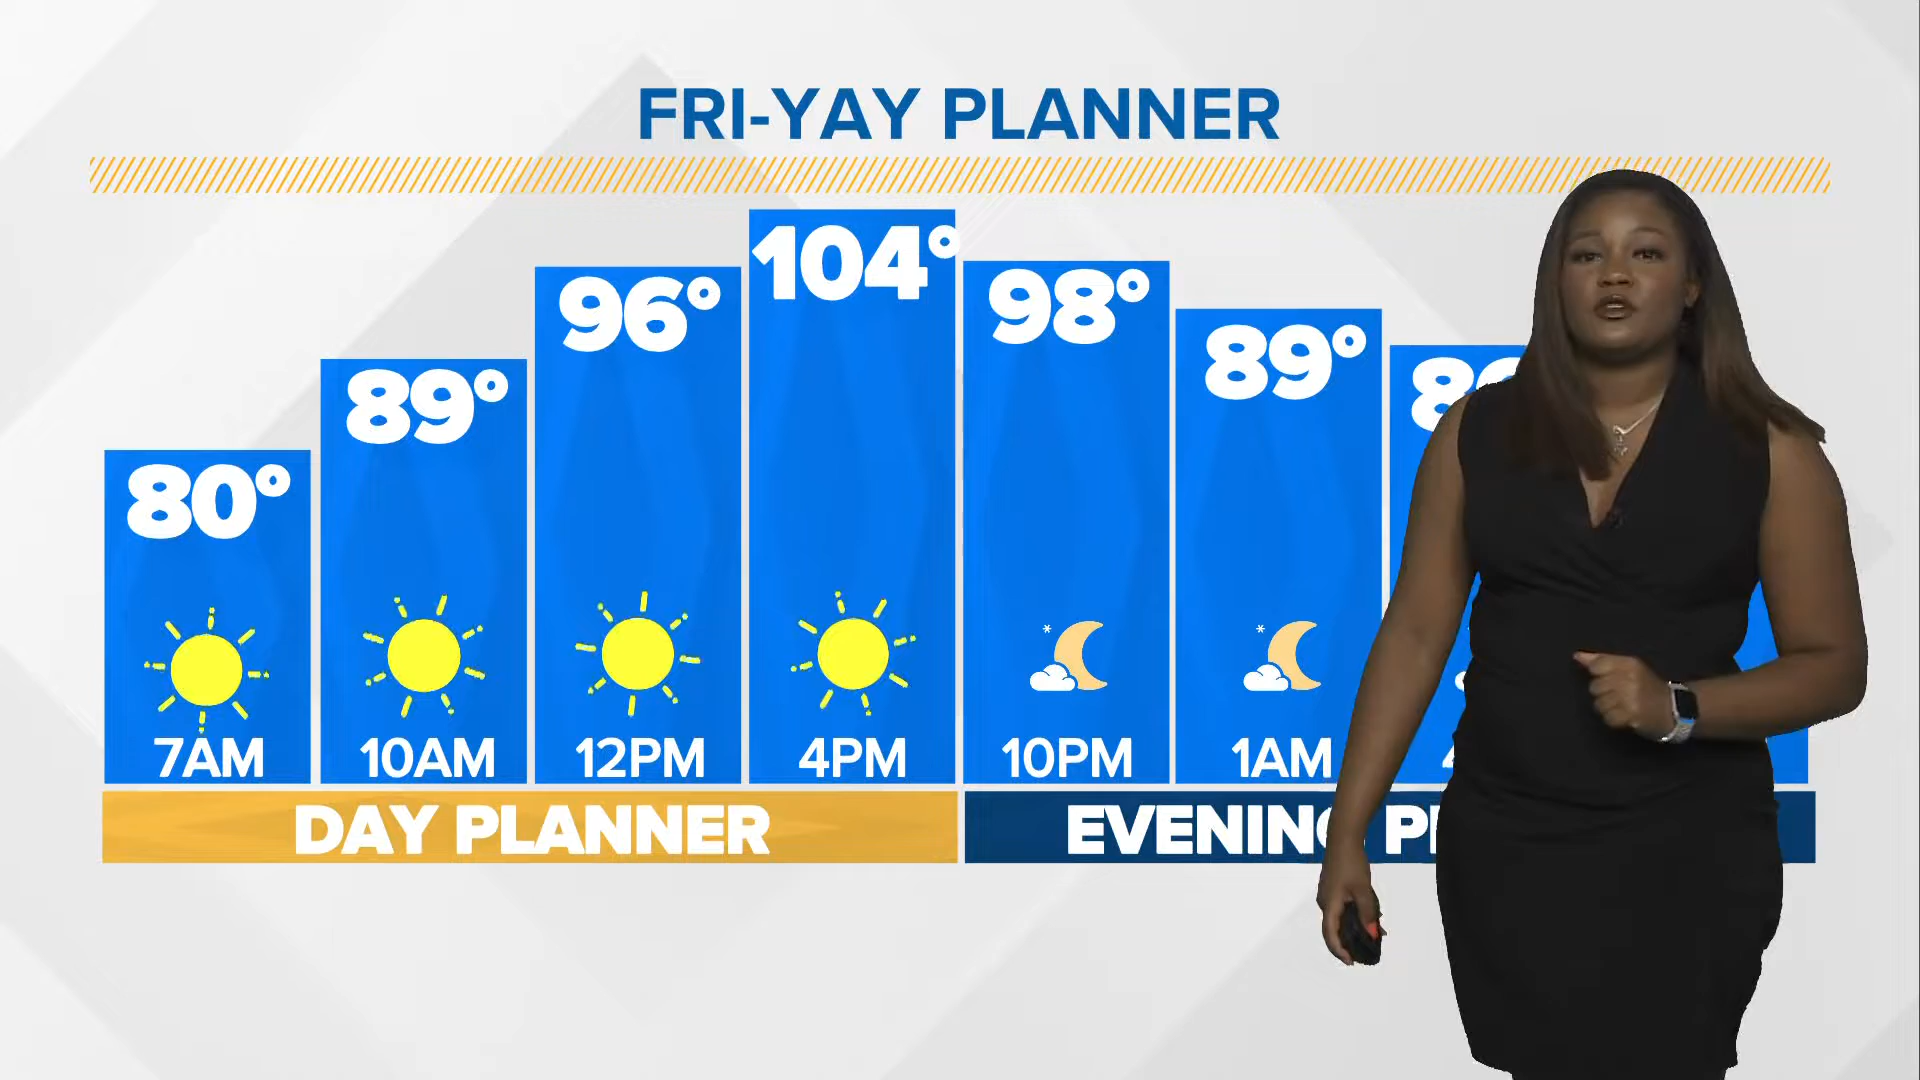 FRI-YAY PLANNER
80° 89° 96° 104° 98° 89°
7AM 10AM 12PM 4PM 10PM 1AM
DAY PLANNER EVENING